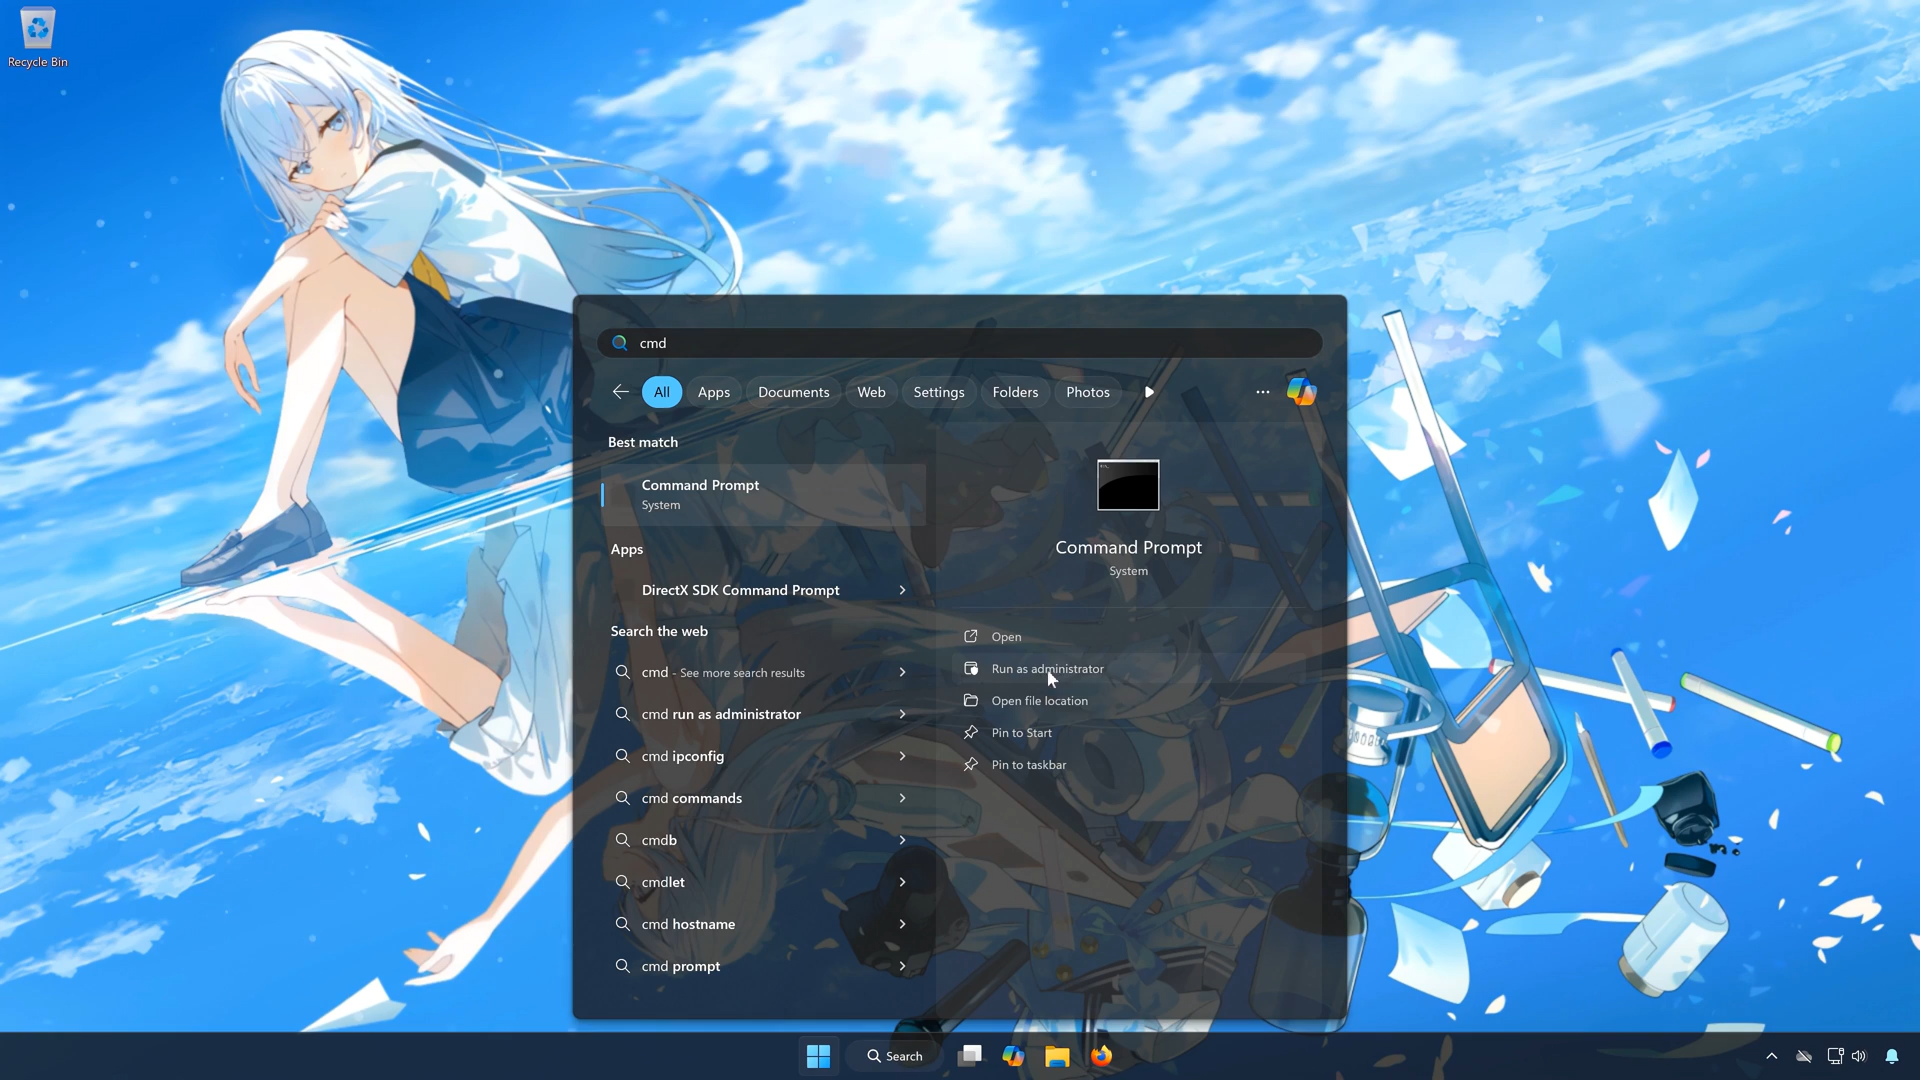 Recycle Bin
cmd
All
Apps
Documents
Web
Settings
Folders
Photos
Best match
Command Prompt
System
Apps
DirectX SDK Command Prompt
Search the web
cmd - See more search results
cmd run as administrator
cmd ipconfig
cmd commands
cmdb
cmdlet
cmd hostname
cmd prompt
Command Prompt
System
Open
Run as administrator
Open file location
Pin to Start
Pin to taskbar
Search